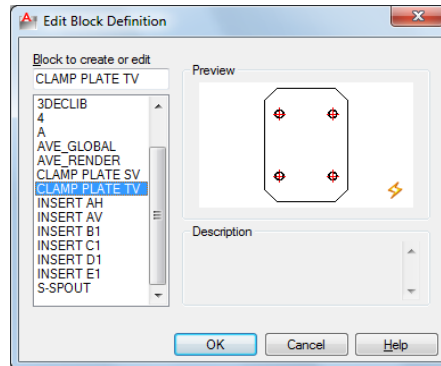 Edit Block Definition
Block to create or edit
CLAMP PLATE TV
3DECLIB
4
A
AVE_GLOBAL
AVE_RENDER
CLAMP PLATE SV
CLAMP PLATE TV
INSERT AH
INSERT AV
INSERT B1
INSERT C1
INSERT D1
INSERT E1
S-SPOUT
Preview
Description
OK
Cancel
Help